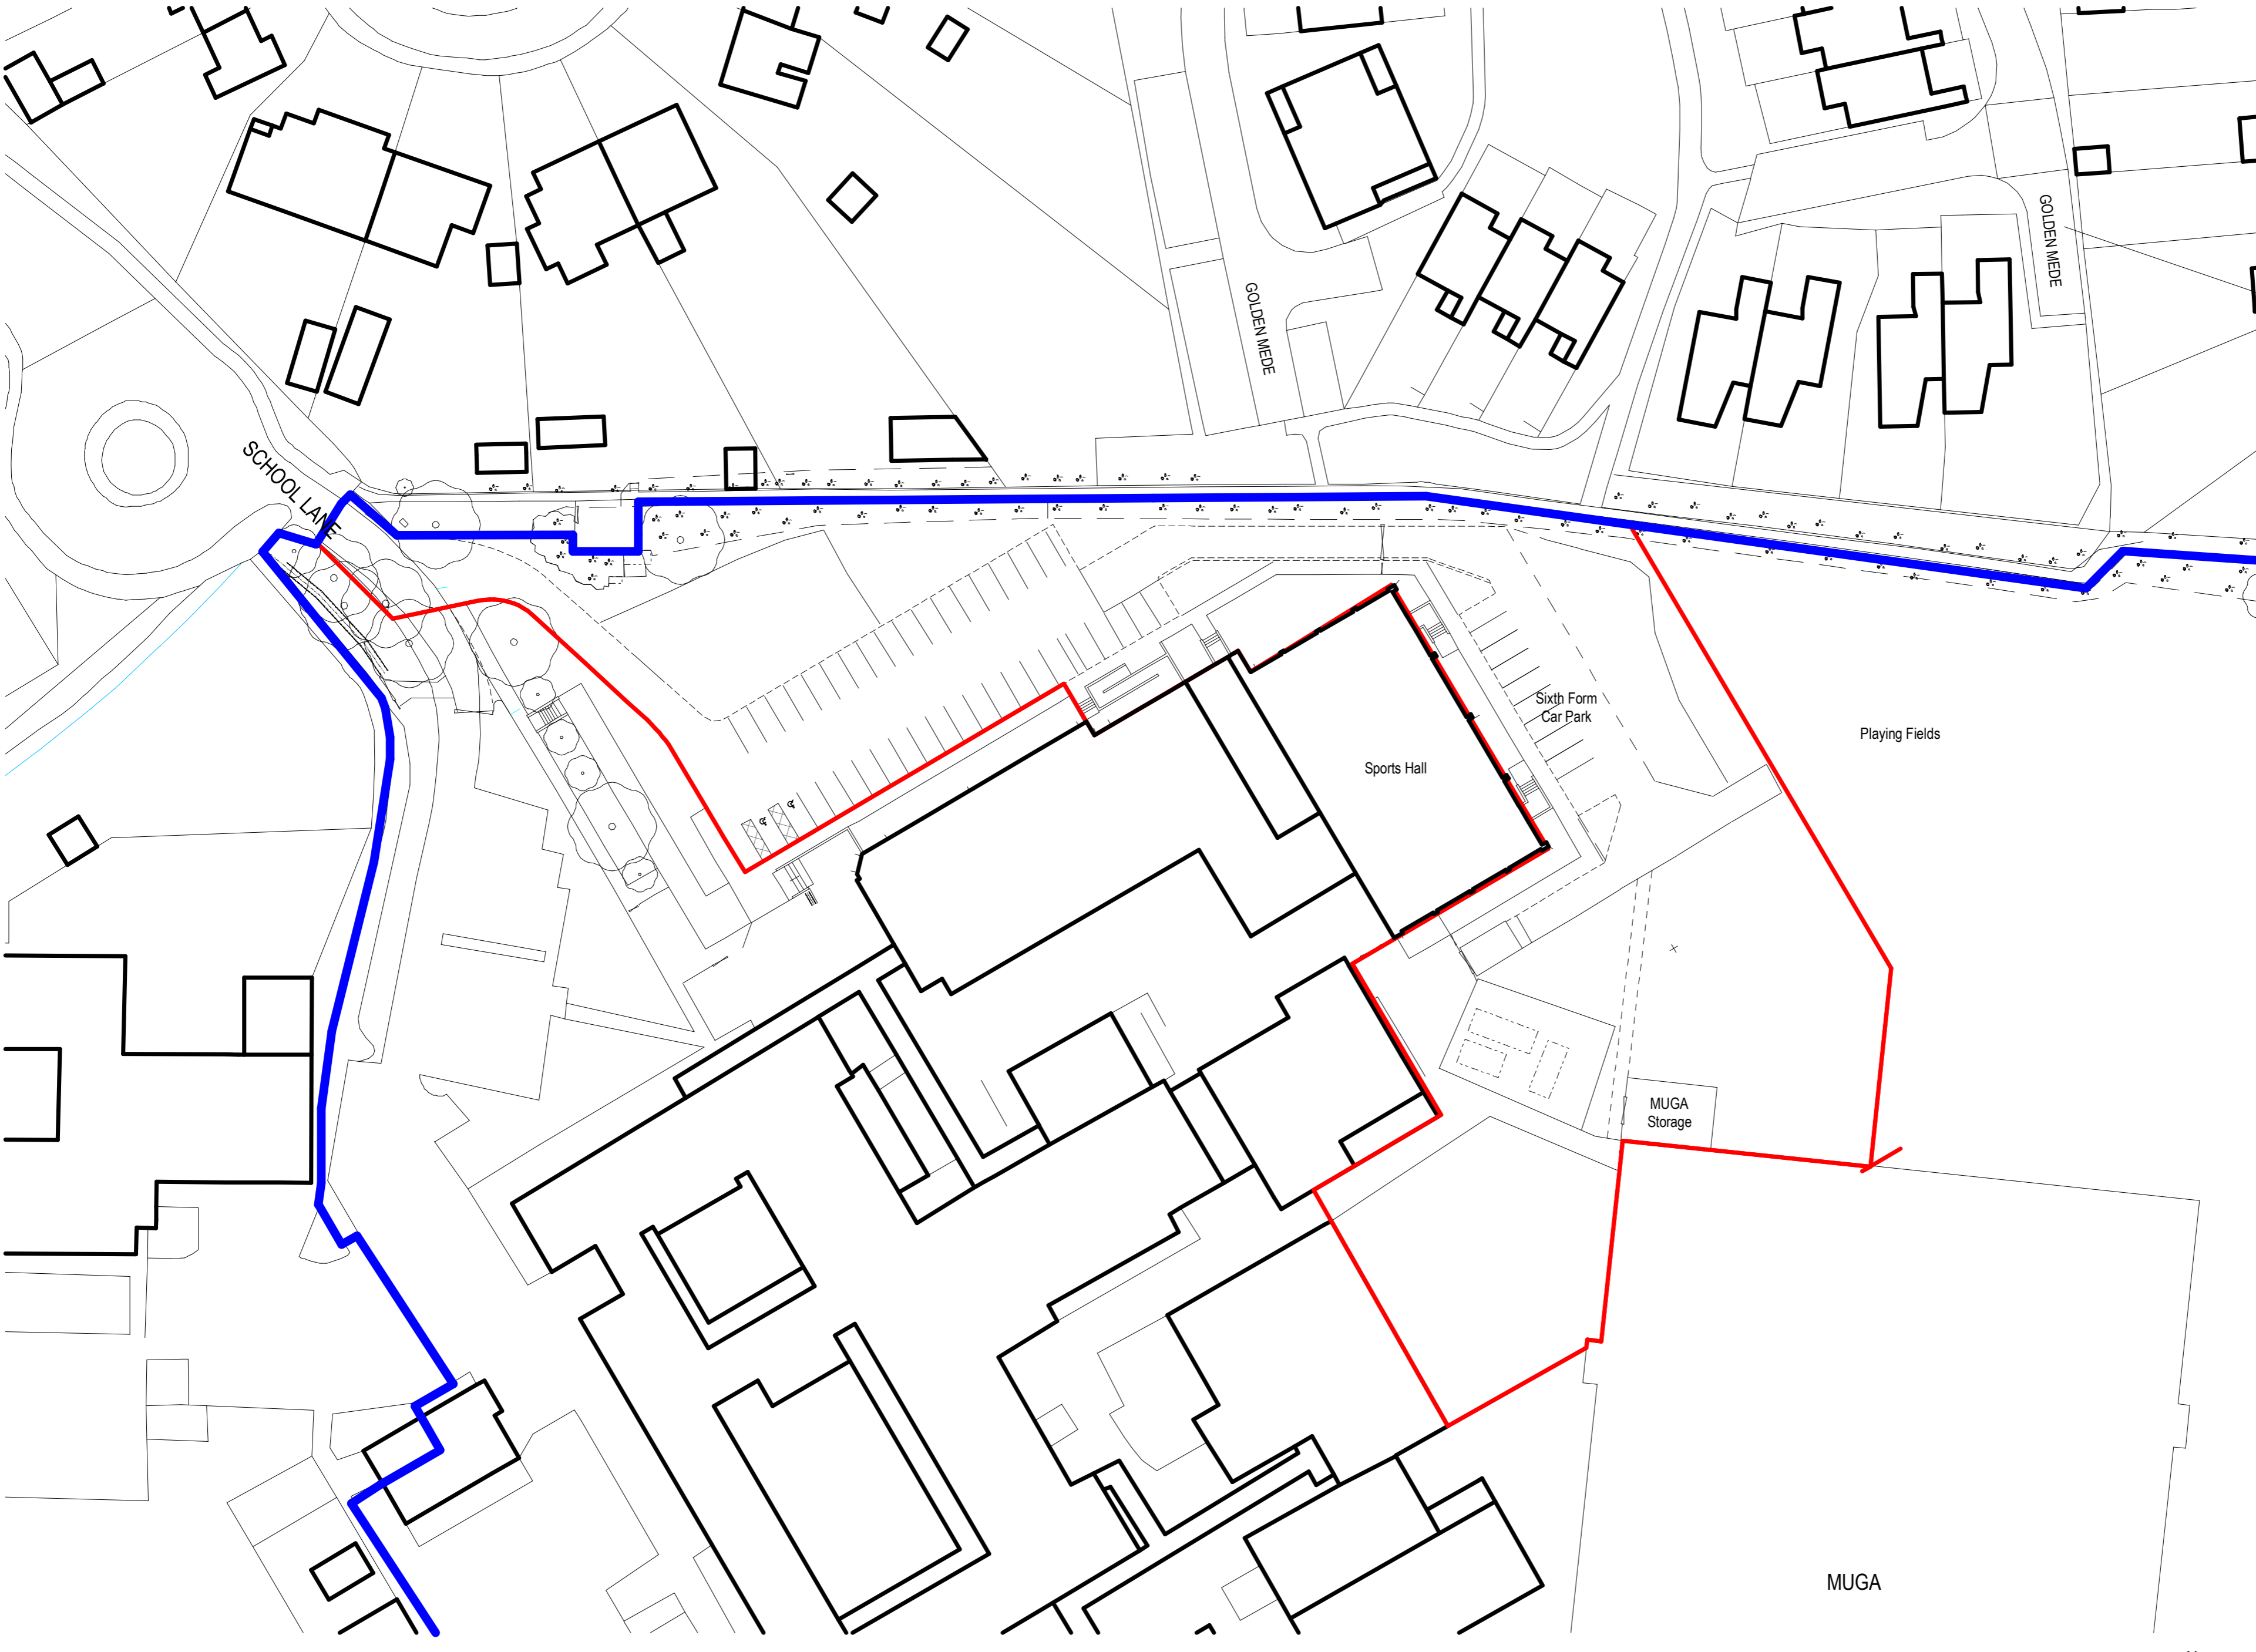 GOLDEN MEDE
GOLDEN MEDE
SCHOOL LANE
Sixth Form
Car Park
Playing Fields
Sports Hall
MUGA
Storage
MUGA